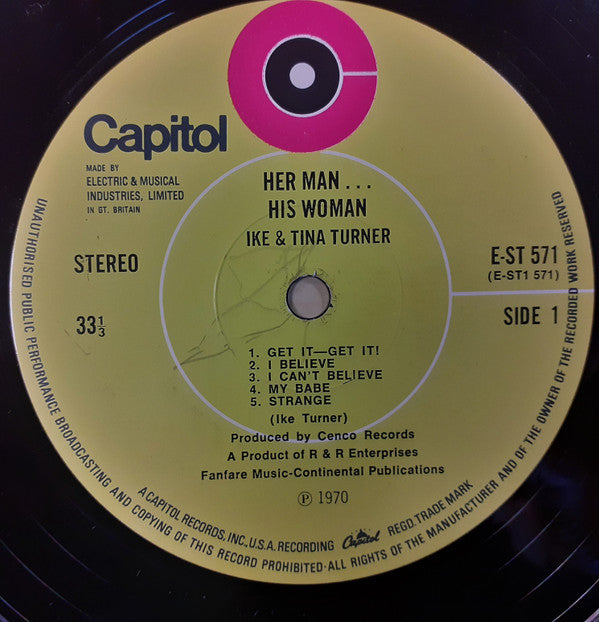 Capitol
MADE BY
ELECTRIC & MUSICAL
INDUSTRIES, LIMITED
IN GT. BRITAIN
STEREO
33⅓
HER MAN . . .
HIS WOMAN
IKE & TINA TURNER
E-ST 571
(E-ST1 571)
SIDE 1
1. GET IT—GET IT!
2. I BELIEVE
3. I CAN'T BELIEVE
4. MY BABE
5. STRANGE
(Ike Turner)
Produced by Cenco Records
A Product of R & R Enterprises
Fanfare Music-Continental Publications
℗ 1970
A CAPITOL RECORDS, INC., U.S.A. RECORDING Capitol REGD. TRADE MARK
UNAUTHORISED PUBLIC PERFORMANCE BROADCASTING AND COPYING OF THIS RECORD PROHIBITED·ALL RIGHTS OF THE MANUFACTURER AND OF THE OWNER OF THE RECORDED WORK RESERVED